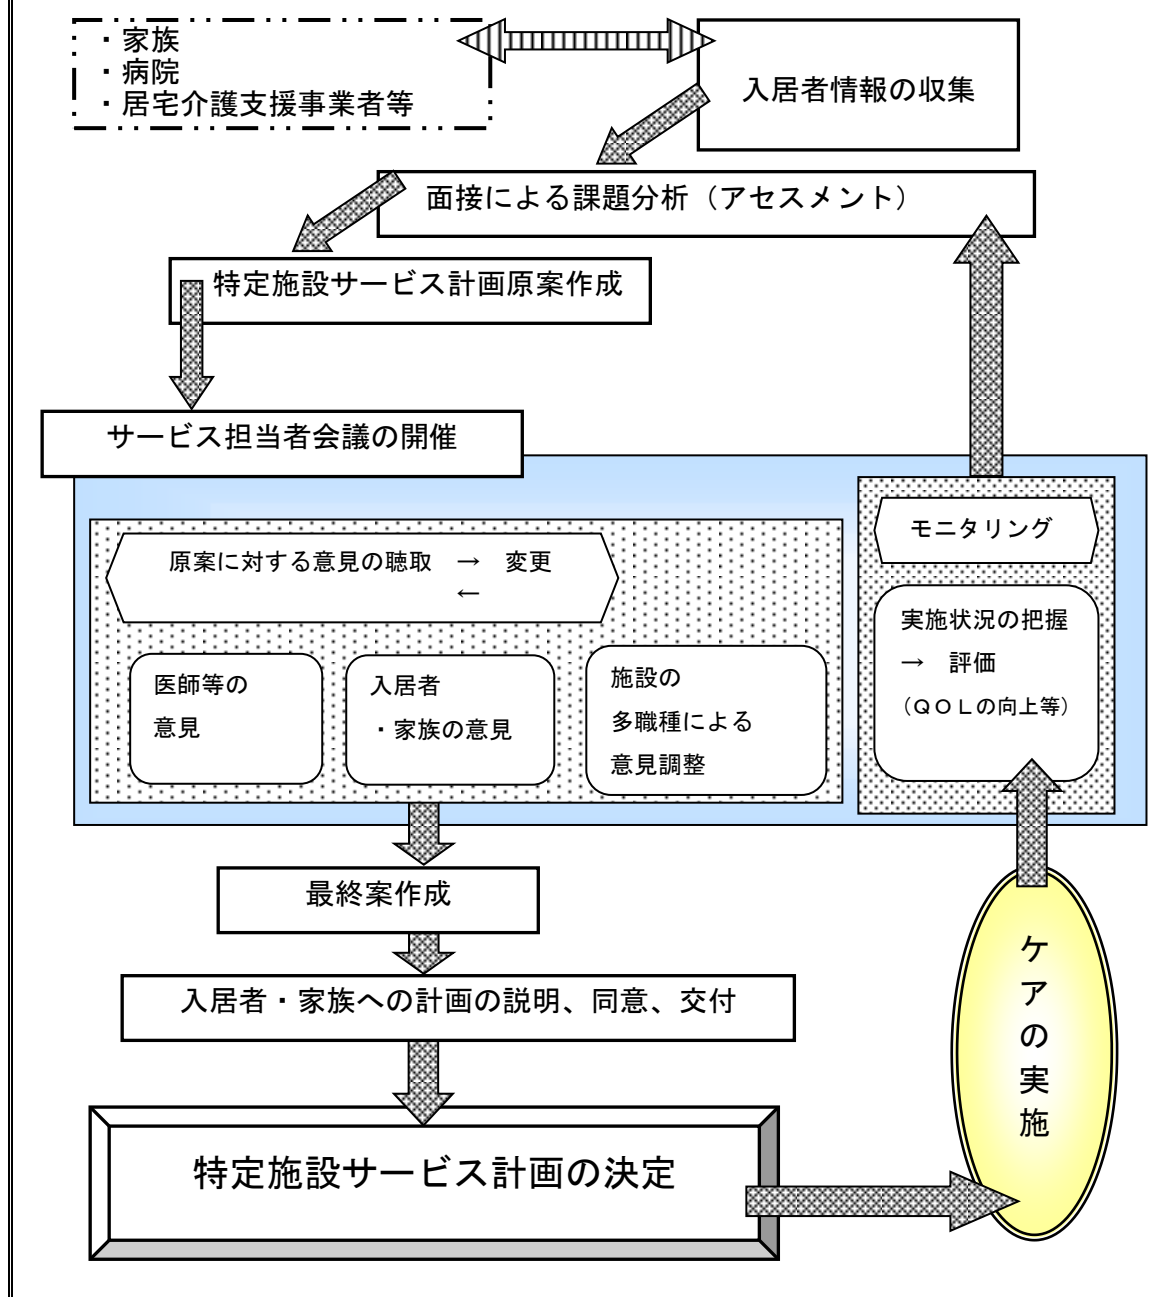 ・家族
・病院
・居宅介護支援事業者等
入居者情報の収集
面接による課題分析（アセスメント）
特定施設サービス計画原案作成
サービス担当者会議の開催
原案に対する意見の聴取　→　変更
←
医師等の
意見
入居者
・家族の意見
施設の
多職種による
意見調整
モニタリング
実施状況の把握
→　評価
（ＱＯＬの向上等）
最終案作成
入居者・家族への計画の説明、同意、交付
特定施設サービス計画の決定
ケアの実施